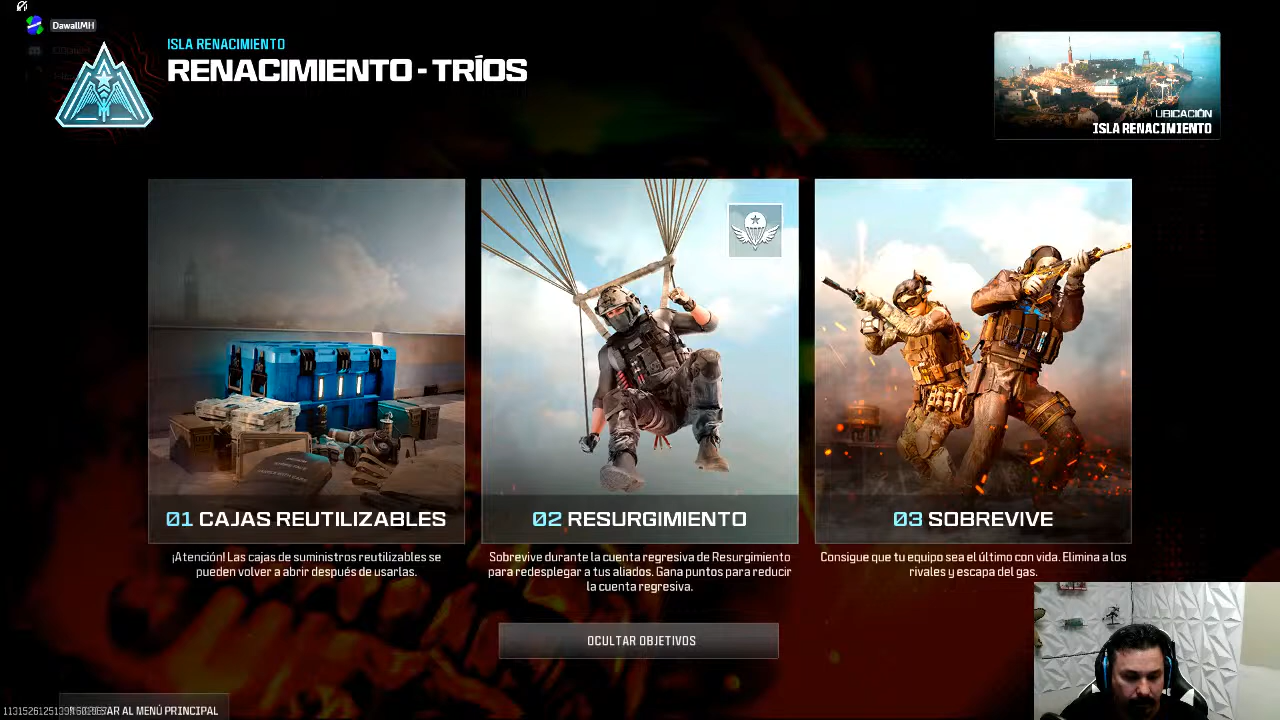 DawallMH
ISLA RENACIMIENTO
RENACIMIENTO - TRÍOS
UBICACIÓN
ISLA RENACIMIENTO
01 CAJAS REUTILIZABLES
02 RESURGIMIENTO
03 SOBREVIVE
¡Atención! Las cajas de suministros reutilizables se
pueden volver a abrir después de usarlas.
Sobrevive durante la cuenta regresiva de Resurgimiento
para redesplegar a tus aliados. Gana puntos para reducir
la cuenta regresiva.
Consigue que tu equipo sea el último con vida. Elimina a los
rivales y escapa del gas.
OCULTAR OBJETIVOS
AL MENÚ PRINCIPAL